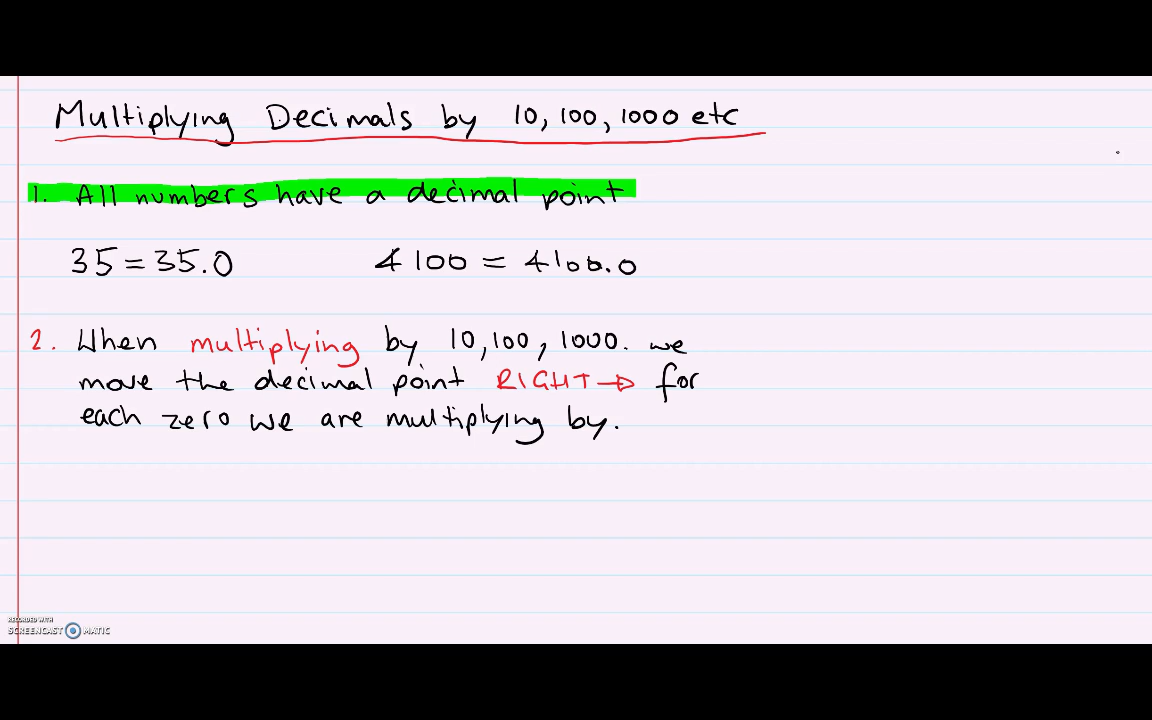 Multiplying Decimals by 10, 100, 1000 etc
1. All numbers have a decimal point
35 = 35.0 4100 = 4100.0
2. When multiplying by 10, 100, 1000. we
move the decimal point RIGHT → for
each zero we are multiplying by.
RECORDED WITH
SCREENCAST MATIC